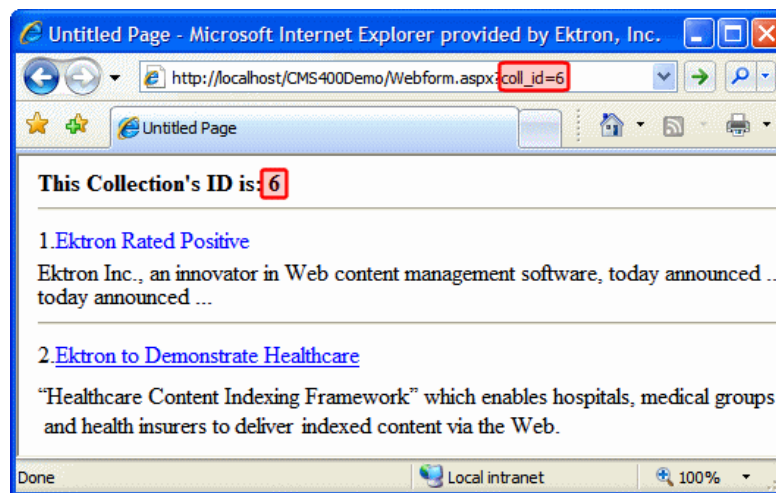 Untitled Page - Microsoft Internet Explorer provided by Ektron, Inc.
http://localhost/CMS400Demo/Webform.aspx?coll_id=6
Untitled Page
This Collection's ID is: 6
1.Ektron Rated Positive
Ektron Inc., an innovator in Web content management software, today announced ...
today announced ...
2.Ektron to Demonstrate Healthcare
“Healthcare Content Indexing Framework” which enables hospitals, medical groups
and health insurers to deliver indexed content via the Web.
Done Local intranet 100%